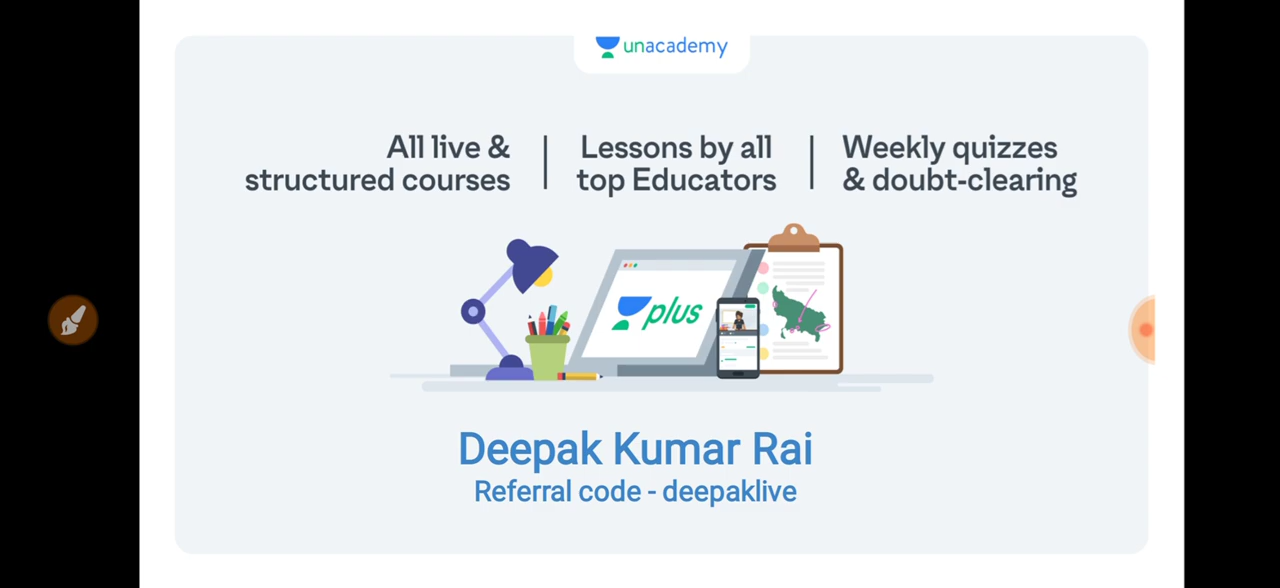 unacademy
All live &
structured courses
Lessons by all
top Educators
Weekly quizzes
& doubt-clearing
plus
Deepak Kumar Rai
Referral code - deepaklive